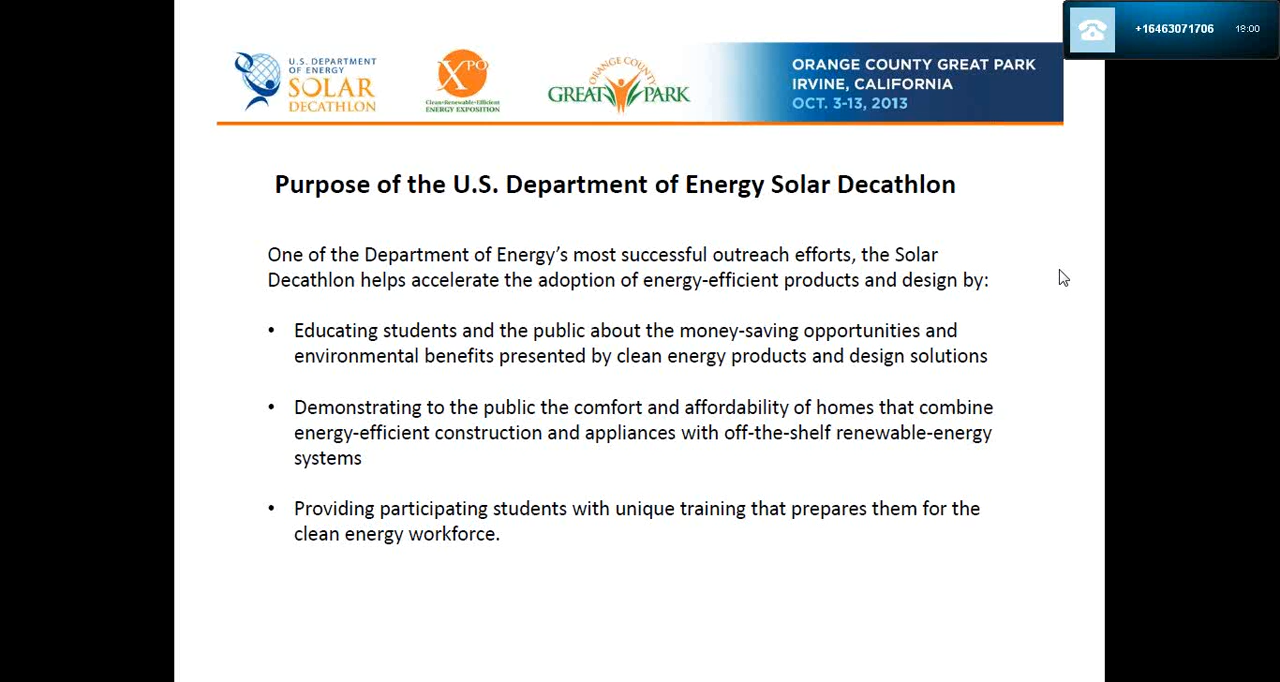 +16463071706 18:00
U.S. DEPARTMENT
OF ENERGY
SOLAR
DECATHLON
XPO
Clean•Renewable•Efficient
ENERGY EXPOSITION
ORANGE COUNTY
GREAT PARK
ORANGE COUNTY GREAT PARK
IRVINE, CALIFORNIA
OCT. 3-13, 2013
Purpose of the U.S. Department of Energy Solar Decathlon
One of the Department of Energy’s most successful outreach efforts, the Solar
Decathlon helps accelerate the adoption of energy-efficient products and design by:
• Educating students and the public about the money-saving opportunities and
environmental benefits presented by clean energy products and design solutions
• Demonstrating to the public the comfort and affordability of homes that combine
energy-efficient construction and appliances with off-the-shelf renewable-energy
systems
• Providing participating students with unique training that prepares them for the
clean energy workforce.